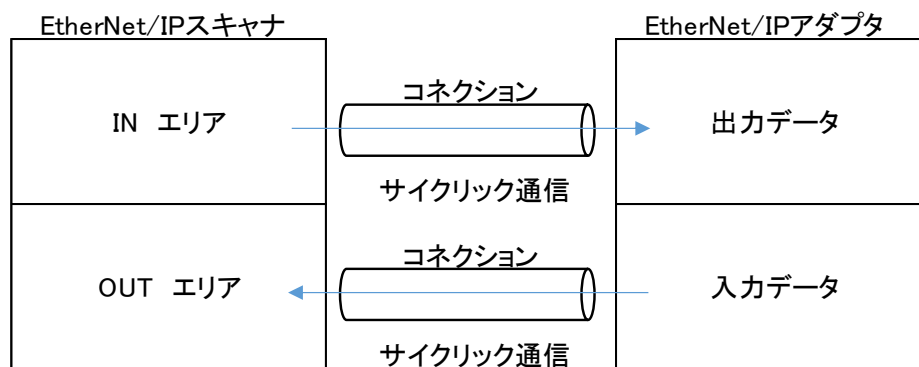 EtherNet/IPスキャナ
EtherNet/IPアダプタ
コネクション
IN エリア
出力データ
サイクリック通信
コネクション
OUT エリア
入力データ
サイクリック通信